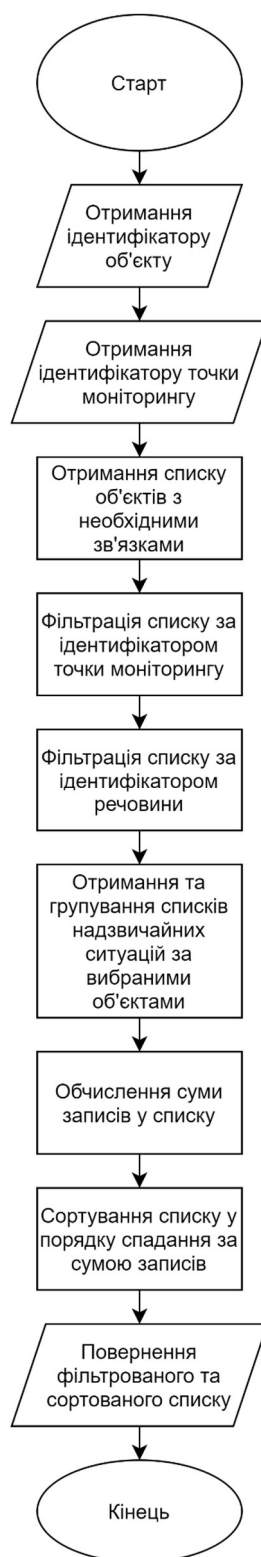 Старт
Отримання
ідентифікатору
об'єкту
Отримання
ідентифікатору точки
моніторингу
Отримання списку
об'єктів з
необхідними
зв'язками
Фільтрація списку за
ідентифікатором
точки моніторингу
Фільтрація списку за
ідентифікатором
речовини
Отримання та
групування списків
надзвичайних
ситуацій за
вибраними
об'єктами
Обчислення суми
записів у списку
Сортування списку у
порядку спадання за
сумою записів
Повернення
фільтрованого та
сортованого списку
Кінець